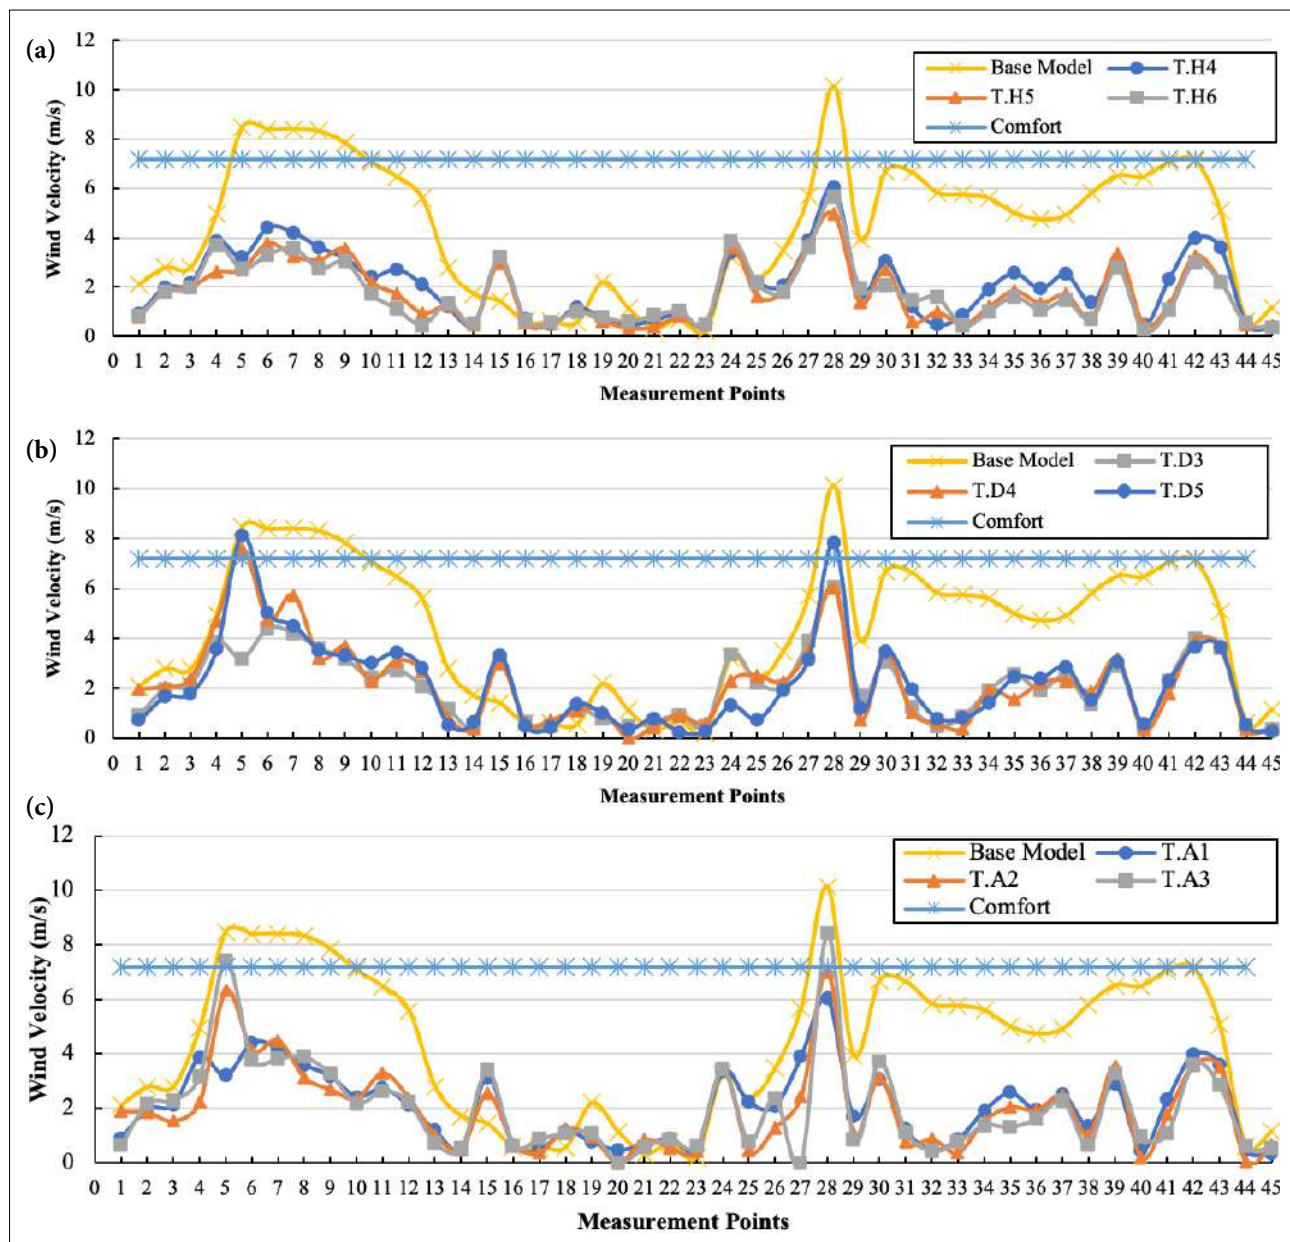 (a)
12
10
8
6
4
2
0
Wind Velocity (m/s)
Base Model T.H4
T.H5 T.H6
Comfort
0 1 2 3 4 5 6 7 8 9 10 11 12 13 14 15 16 17 18 19 20 21 22 23 24 25 26 27 28 29 30 31 32 33 34 35 36 37 38 39 40 41 42 43 44 45
Measurement Points
(b)
12
10
8
6
4
2
0
Wind Velocity (m/s)
Base Model T.D3
T.D4 T.D5
Comfort
0 1 2 3 4 5 6 7 8 9 10 11 12 13 14 15 16 17 18 19 20 21 22 23 24 25 26 27 28 29 30 31 32 33 34 35 36 37 38 39 40 41 42 43 44 45
Measurement Points
(c)
12
10
8
6
4
2
0
Wind Velocity (m/s)
Base Model T.A1
T.A2 T.A3
Comfort
0 1 2 3 4 5 6 7 8 9 10 11 12 13 14 15 16 17 18 19 20 21 22 23 24 25 26 27 28 29 30 31 32 33 34 35 36 37 38 39 40 41 42 43 44 45
Measurement Points